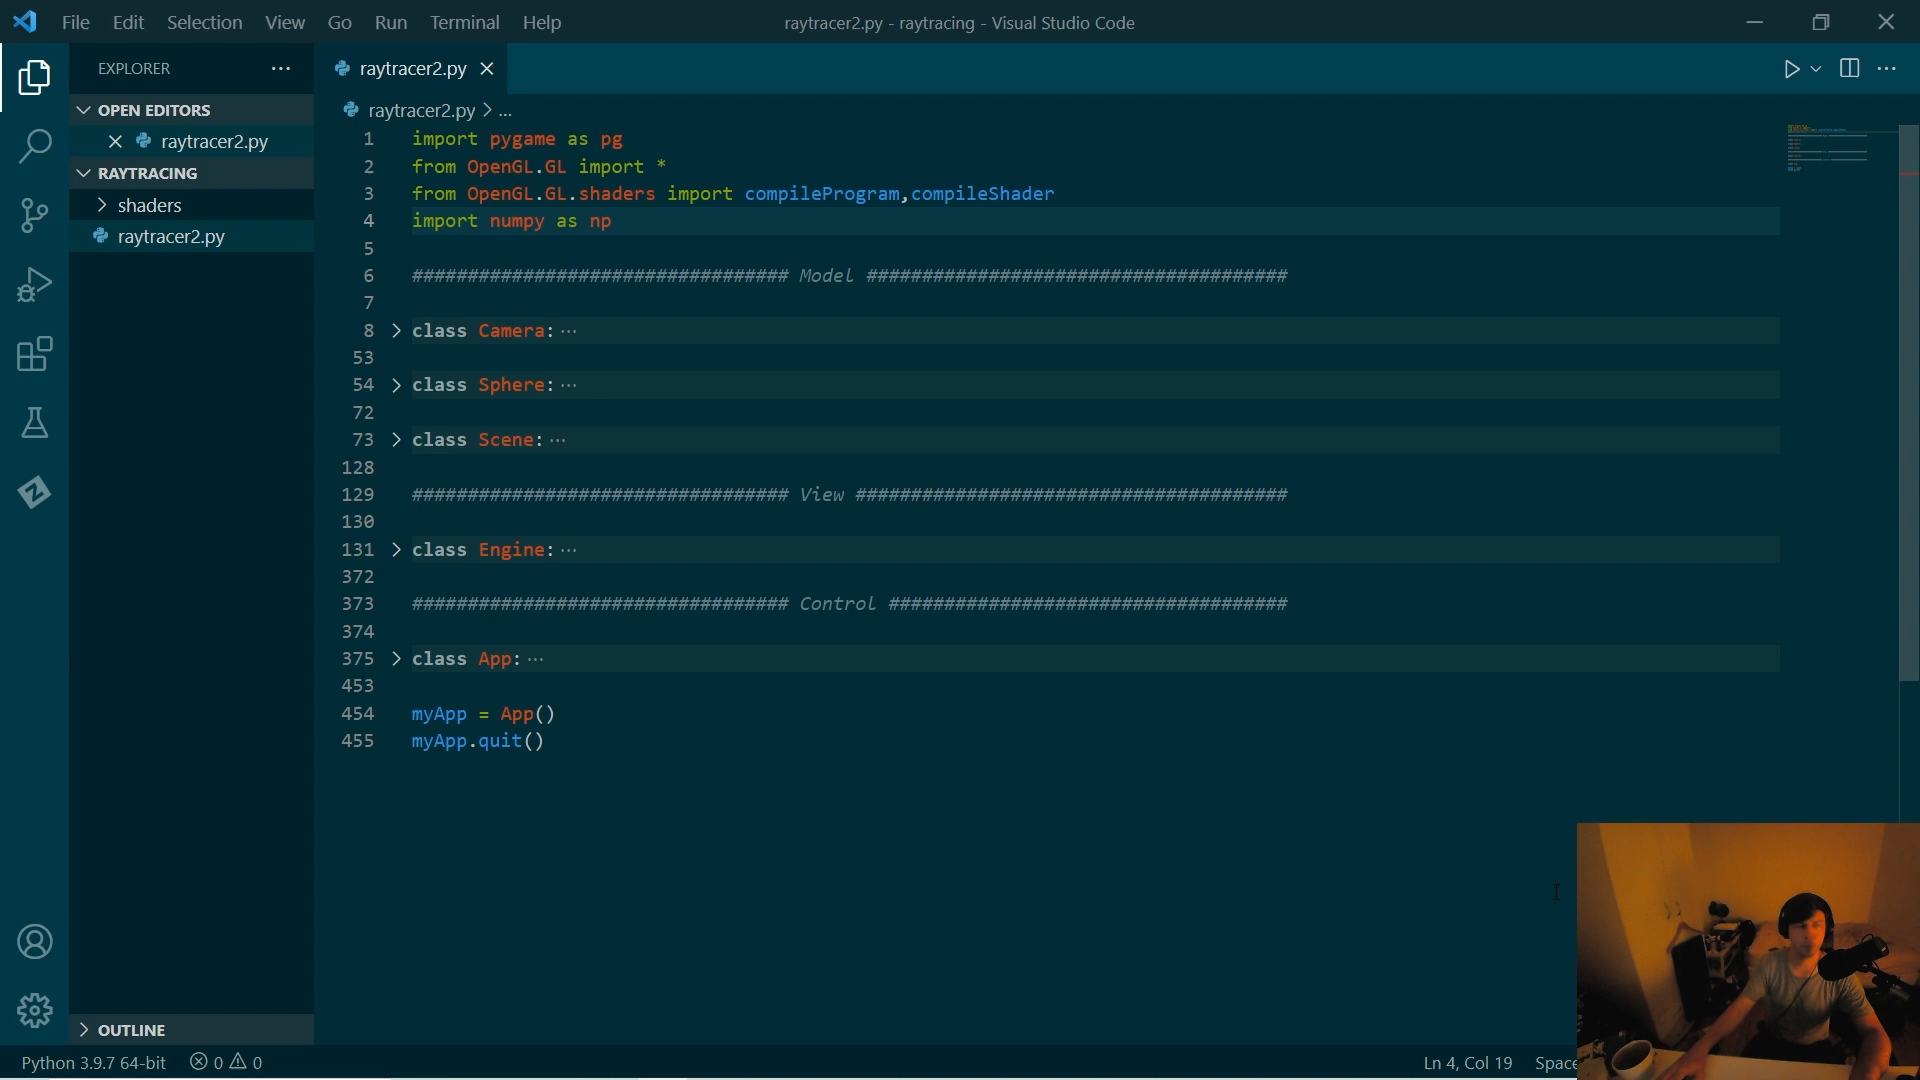 File Edit Selection View Go Run Terminal Help
raytracer2.py - raytracing - Visual Studio Code
EXPLORER
OPEN EDITORS
raytracer2.py
RAYTRACING
shaders
raytracer2.py
OUTLINE
raytracer2.py
raytracer2.py > ...
1 import pygame as pg
2 from OpenGL.GL import *
3 from OpenGL.GL.shaders import compileProgram,compileShader
4 import numpy as np
5
6 ################################## Model ######################################
7
8 class Camera:
53
54 class Sphere:
72
73 class Scene:
128
129 ################################## View #######################################
130
131 class Engine:
372
373 ################################## Control ####################################
374
375 class App:
453
454 myApp = App()
455 myApp.quit()
Python 3.9.7 64-bit 0 0
Ln 4, Col 19